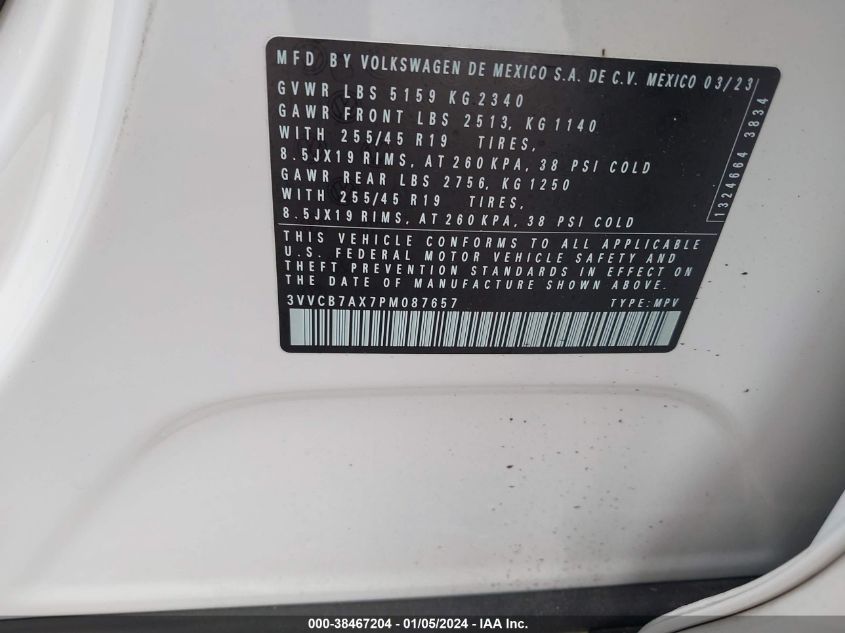 MFD BY VOLKSWAGEN DE MEXICO S.A. DE C.V. MEXICO 03/23
GVWR LBS 5159 KG 2340
GAWR FRONT LBS 2513, KG 1140
WITH 255/45 R19 TIRES,
8.5JX19 RIMS, AT 260 KPA, 38 PSI COLD
GAWR REAR LBS 2756, KG 1250
WITH 255/45 R19 TIRES,
8.5JX19 RIMS, AT 260 KPA, 38 PSI COLD
1324664 3834
THIS VEHICLE CONFORMS TO ALL APPLICABLE
U.S. FEDERAL MOTOR VEHICLE SAFETY AND
THEFT PREVENTION STANDARDS IN EFFECT ON
THE DATE OF MANUFACTURE SHOWN ABOVE.
3VVCB7AX7PM087657 TYPE: MPV
000-38467204 — 01/05/2024 — IAA Inc.